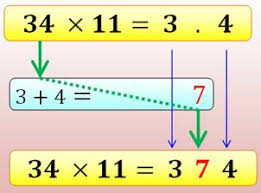 34 × 11 = 3 . 4
3 + 4 = 7
34 × 11 = 3 7 4